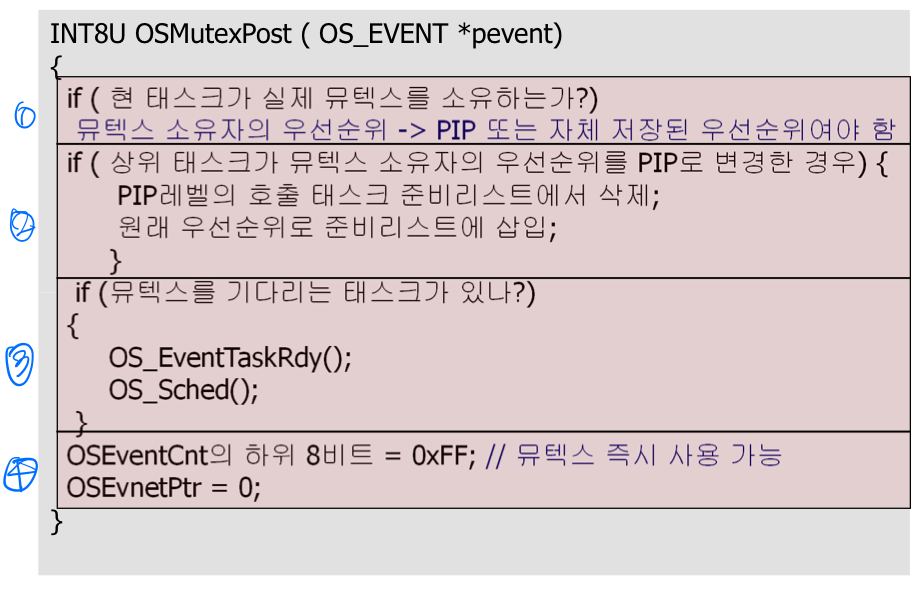 INT8U OSMutexPost ( OS_EVENT *pevent)
{
① if ( 현 태스크가 실제 뮤텍스를 소유하는가?)
뮤텍스 소유자의 우선순위 -> PIP 또는 자체 저장된 우선순위여야 함
if ( 상위 태스크가 뮤텍스 소유자의 우선순위를 PIP로 변경한 경우) {
PIP레벨의 호출 태스크 준비리스트에서 삭제;
② 원래 우선순위로 준비리스트에 삽입;
}
if (뮤텍스를 기다리는 태스크가 있나?)
{
③ OS_EventTaskRdy();
OS_Sched();
}
④ OSEventCnt의 하위 8비트 = 0xFF; // 뮤텍스 즉시 사용 가능
OSEvnetPtr = 0;
}